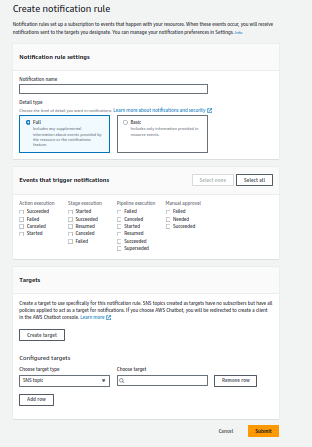 Create notification rule
Notification rules set up a subscription to events that happen with your resources. When these events occur, you will receive
notifications sent to the targets you designate. You can manage your notification preferences in Settings. Info
Notification rule settings
Notification name
Detail type
Choose the level of detail you want in notifications. Learn more about notifications and security
Full
Includes any supplemental
information about events provided by
the resource or the notifications
feature.
Basic
Includes only information provided in
resource events.
Events that trigger notifications
Select none
Select all
Action execution
Succeeded
Failed
Canceled
Started
Stage execution
Started
Succeeded
Resumed
Canceled
Failed
Pipeline execution
Failed
Canceled
Started
Resumed
Succeeded
Superseded
Manual approval
Failed
Needed
Succeeded
Targets
Create a target to use specifically for this notification rule. SNS topics created as targets have no subscribers but have all
policies applied to act as a target for notifications. If you choose AWS Chatbot, you will be redirected to create a client
in the AWS Chatbot console. Learn more
Create target
Configured targets
Choose target type
Choose target
SNS topic
Remove row
Add row
Cancel
Submit